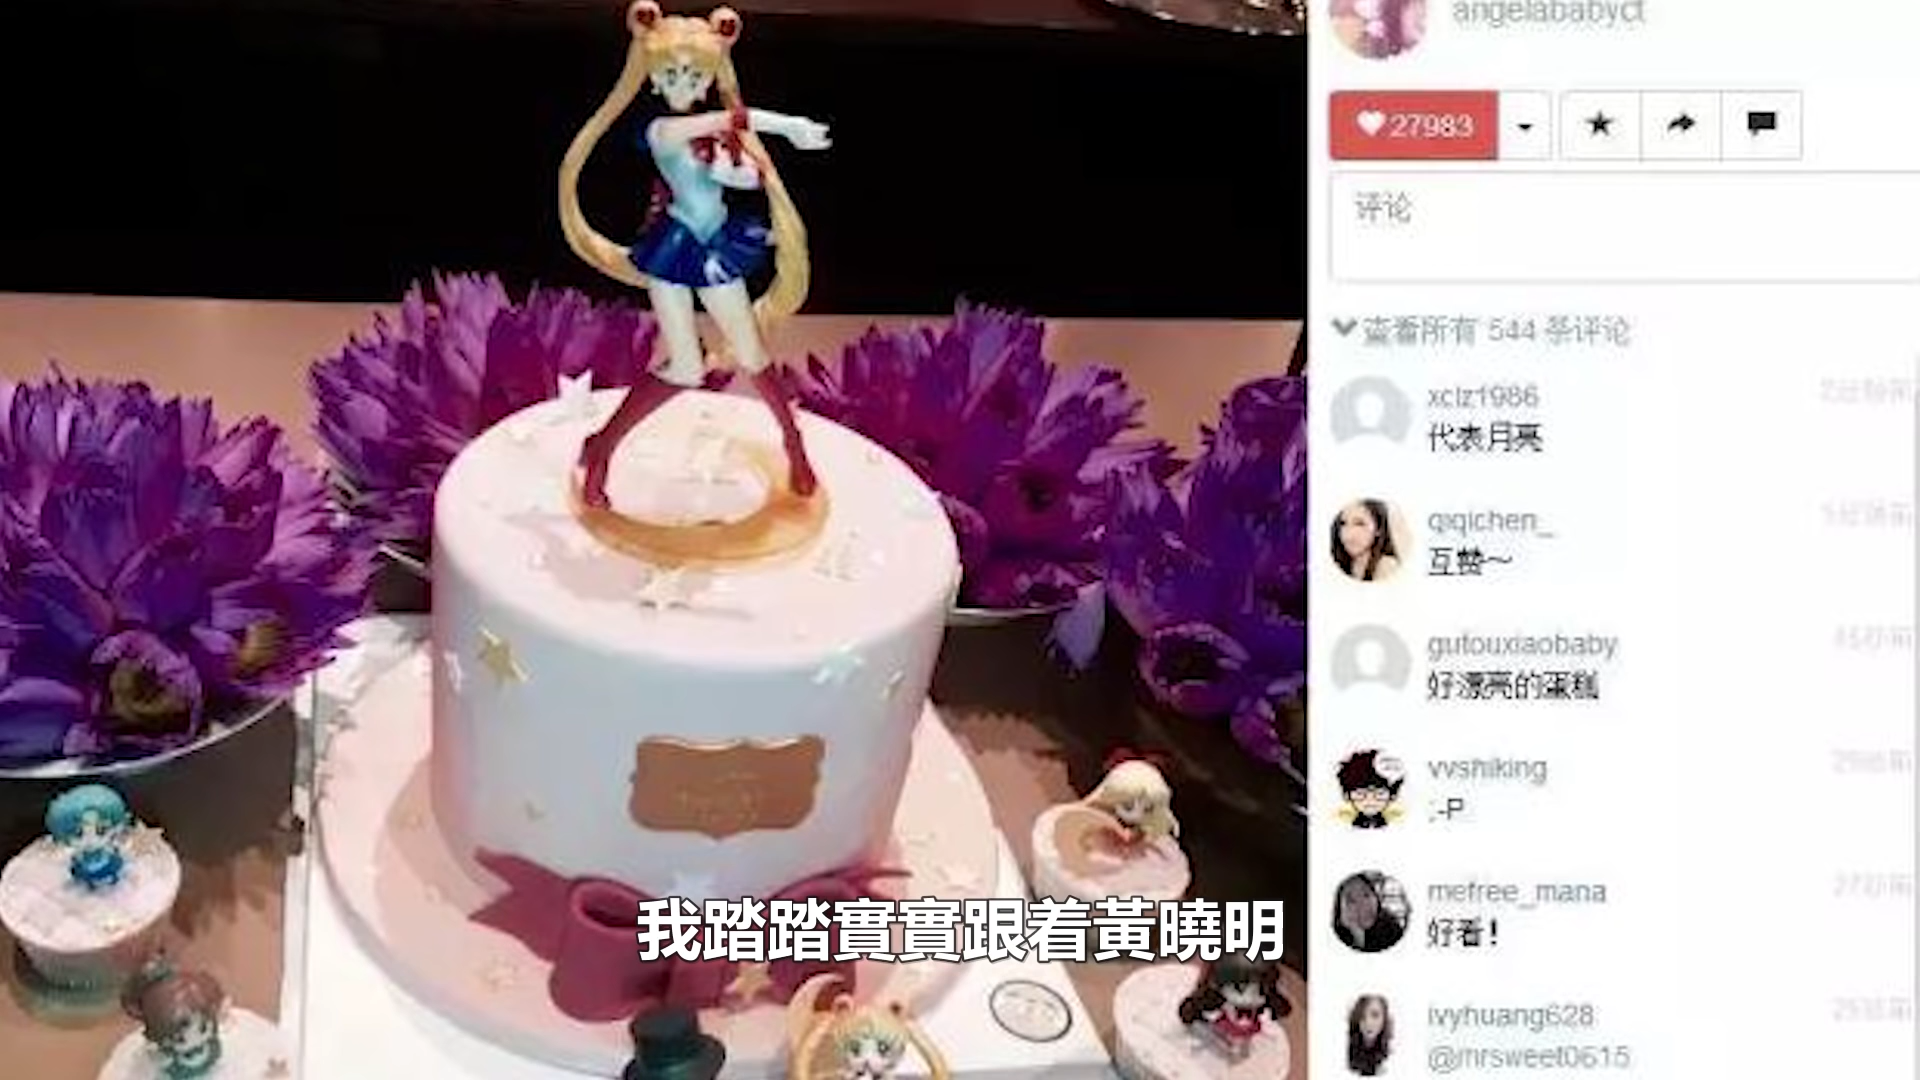 angelababyct
27983
评论
查看所有 544 条评论
xclz1986
代表月亮
qiqichen_
互赞～
gutouxiaobaby
好漂亮的蛋糕
vvshiking
:-P
mefree_mana
好看！
ivyhuang628
@mrsweet0615
我踏踏實實跟着黃曉明